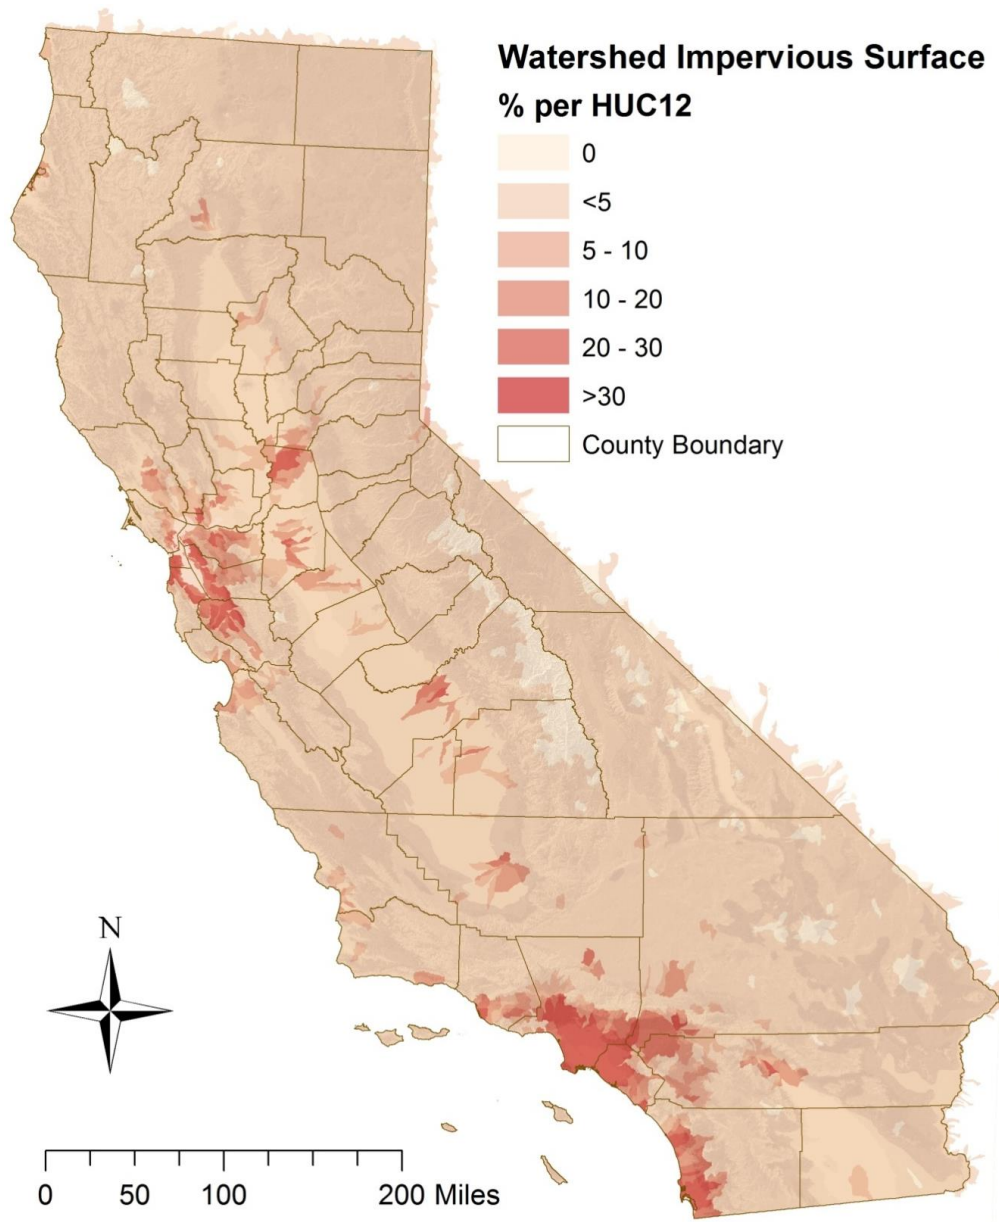 Watershed Impervious Surface
% per HUC12
0
<5
5 - 10
10 - 20
20 - 30
>30
County Boundary
N
0 50 100 200 Miles